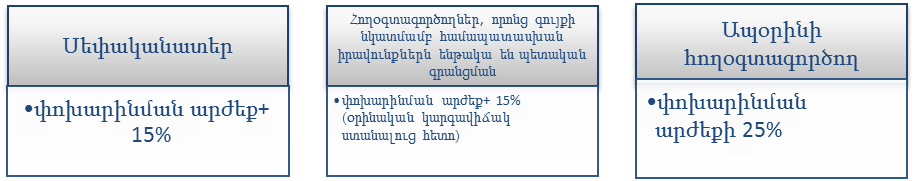 Սեփականատեր
•փոխարինման արժեք+
15%
Հողօգտագործողներ, որոնց գույքի
նկատմամբ համապատասխան
իրավունքներն ենթակա են պետական
գրանցման
•փոխարինման արժեք+ 15%
(օրինական կարգավիճակ
ստանալուց հետո)
Ապօրինի
հողօգտագործող
•փոխարինման
արժեքի 25%